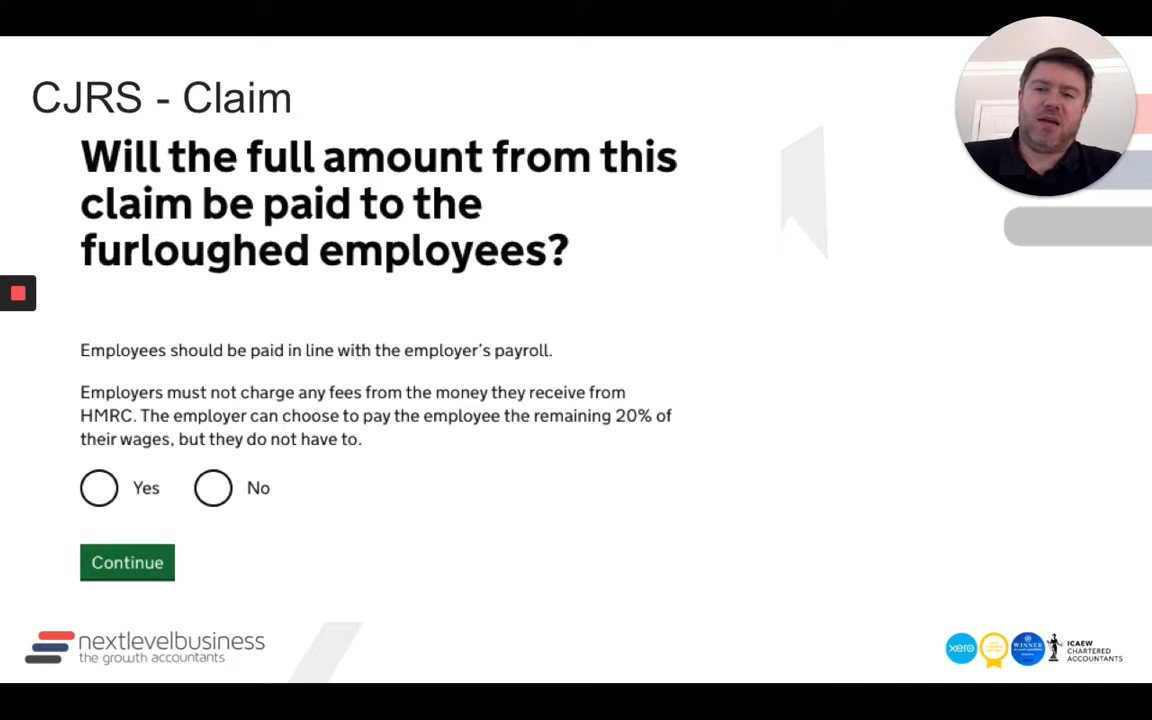 CJRS - Claim
Will the full amount from this
claim be paid to the
furloughed employees?
Employees should be paid in line with the employer's payroll.
Employers must not charge any fees from the money they receive from
HMRC. The employer can choose to pay the employee the remaining 20% of
their wages, but they do not have to.
Yes No
Continue
nextlevelbusiness
the growth accountants
xero
WINNER
ICAEW
CHARTERED
ACCOUNTANTS